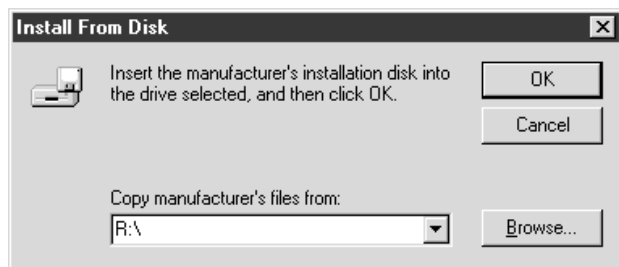 Install From Disk
Insert the manufacturer's installation disk into
the drive selected, and then click OK.
OK
Cancel
Copy manufacturer's files from:
R:\
Browse...